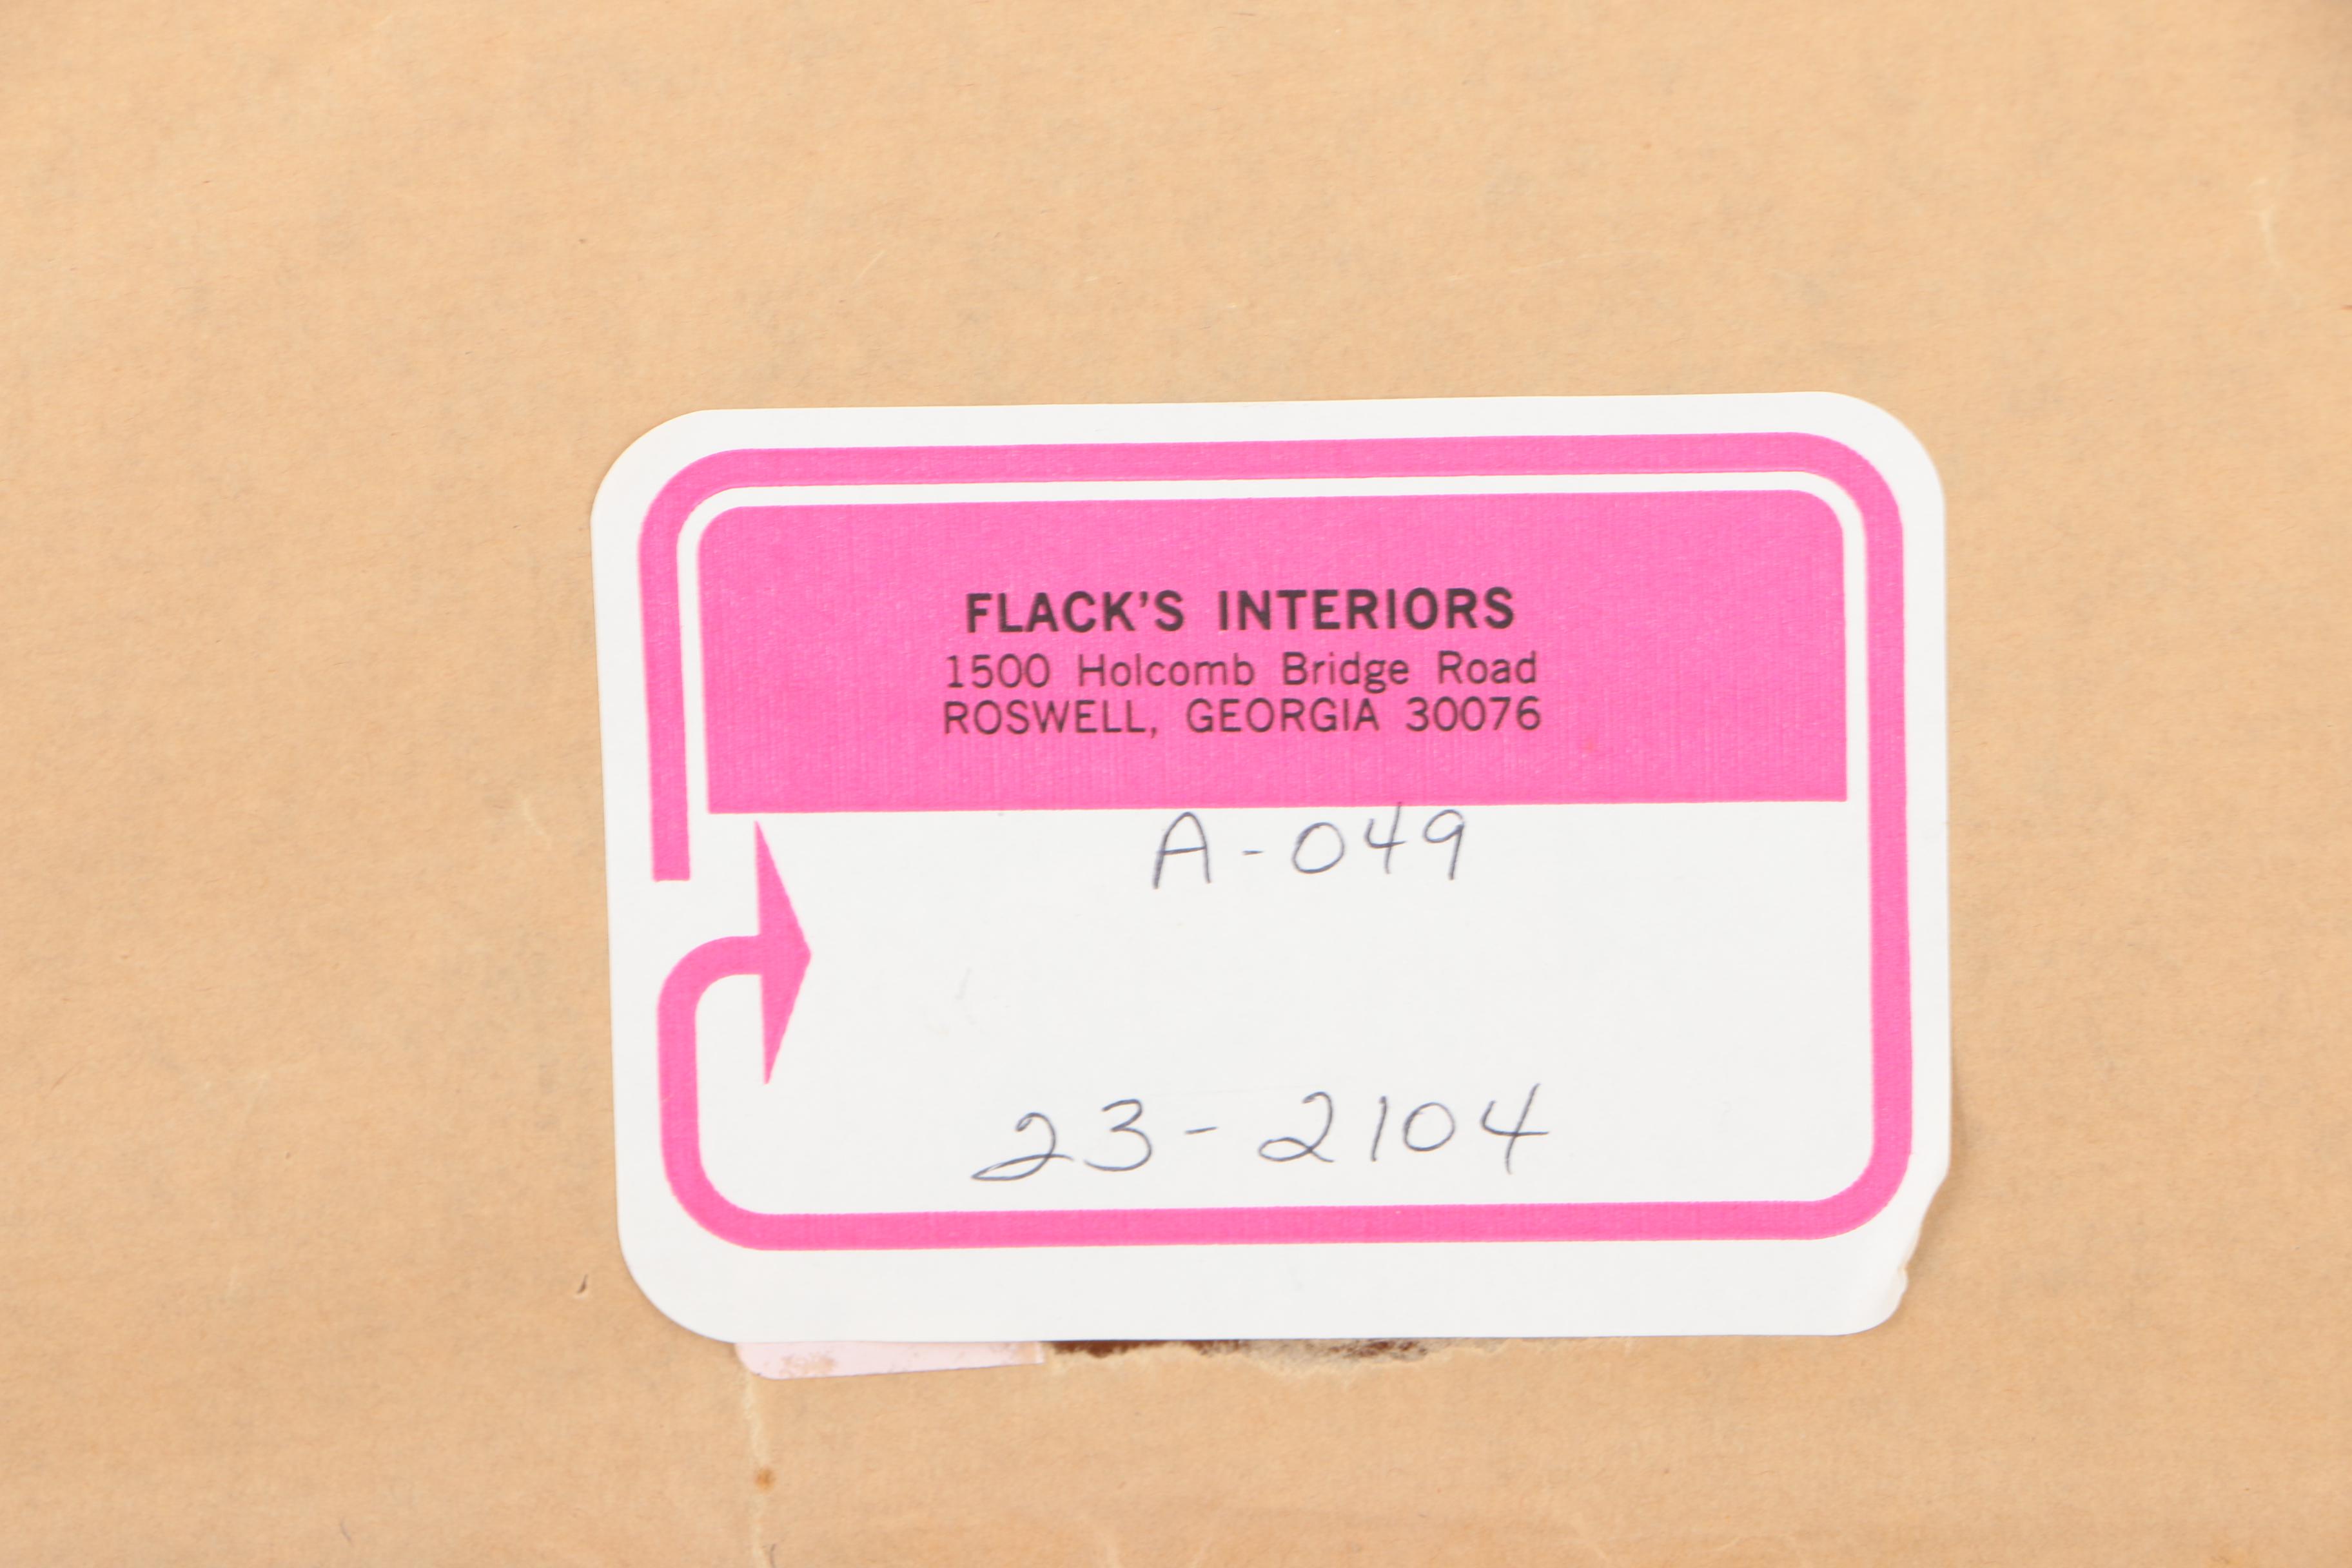 FLACK'S INTERIORS
1500 Holcomb Bridge Road
ROSWELL, GEORGIA 30076
A-049
23-2104